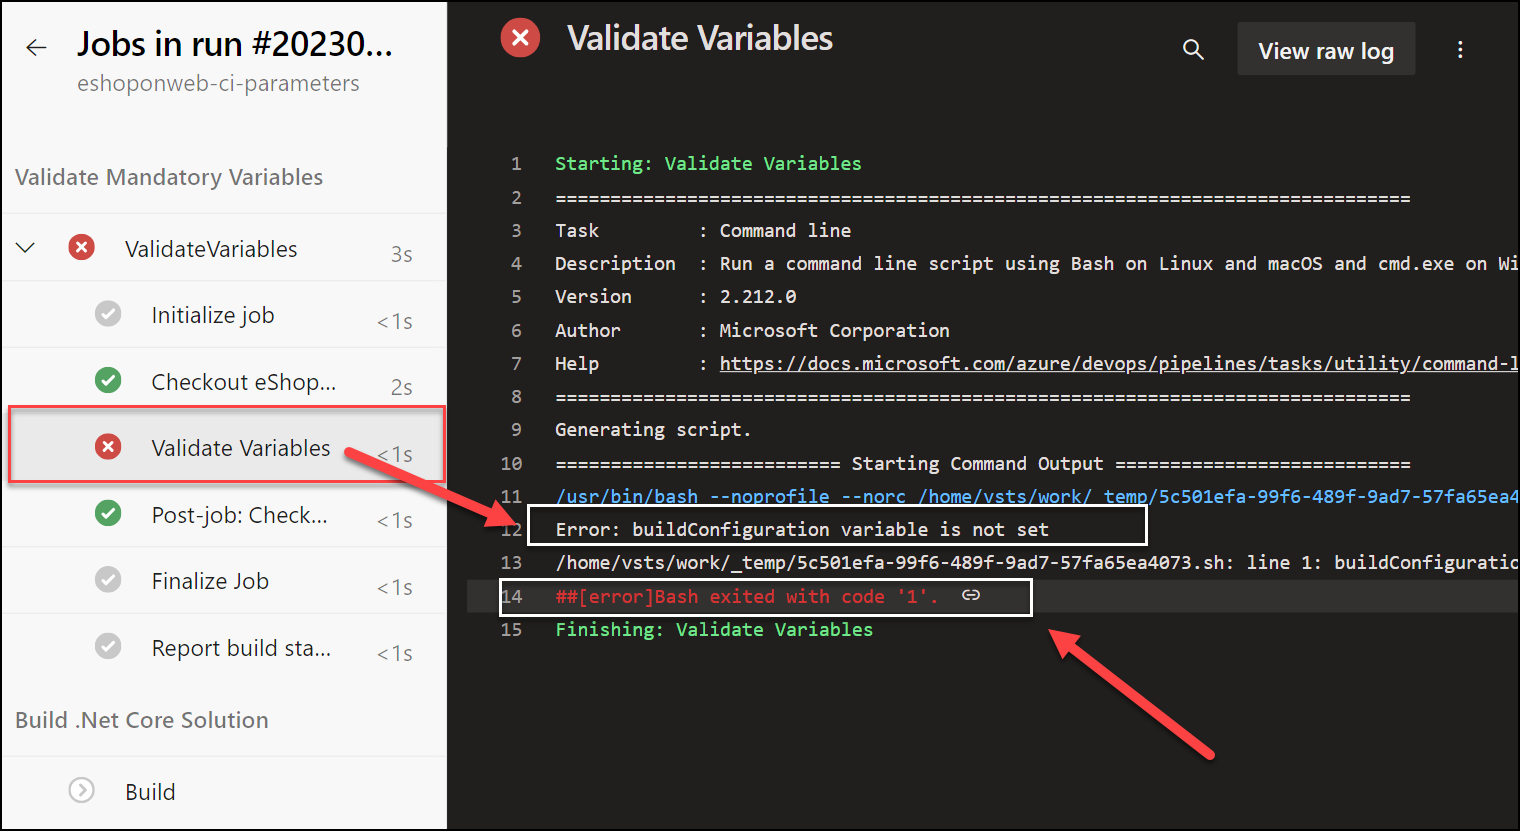 Jobs in run #20230...
eshoponweb-ci-parameters
Validate Mandatory Variables
ValidateVariables 3s
Initialize job <1s
Checkout eShop... 2s
Validate Variables <1s
Post-job: Check... <1s
Finalize Job <1s
Report build sta... <1s
Build .Net Core Solution
Build
Validate Variables
View raw log
1 Starting: Validate Variables
2 ==============================================================================
3 Task : Command line
4 Description : Run a command line script using Bash on Linux and macOS and cmd.exe on Wi
5 Version : 2.212.0
6 Author : Microsoft Corporation
7 Help : https://docs.microsoft.com/azure/devops/pipelines/tasks/utility/command-l
8 ==============================================================================
9 Generating script.
10 ========================== Starting Command Output ===========================
11 /usr/bin/bash --noprofile --norc /home/vsts/work/_temp/5c501efa-99f6-489f-9ad7-57fa65ea4
12 Error: buildConfiguration variable is not set
13 /home/vsts/work/_temp/5c501efa-99f6-489f-9ad7-57fa65ea4073.sh: line 1: buildConfiguratio
14 ##[error]Bash exited with code '1'.
15 Finishing: Validate Variables